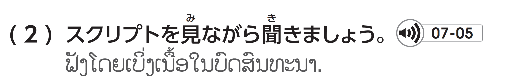 (2) スクリプトを見ながら聞きましょう。 07-05
ຟັງໂດຍເບິ່ງເນື້ອໃນບົດສົນທະນາ.